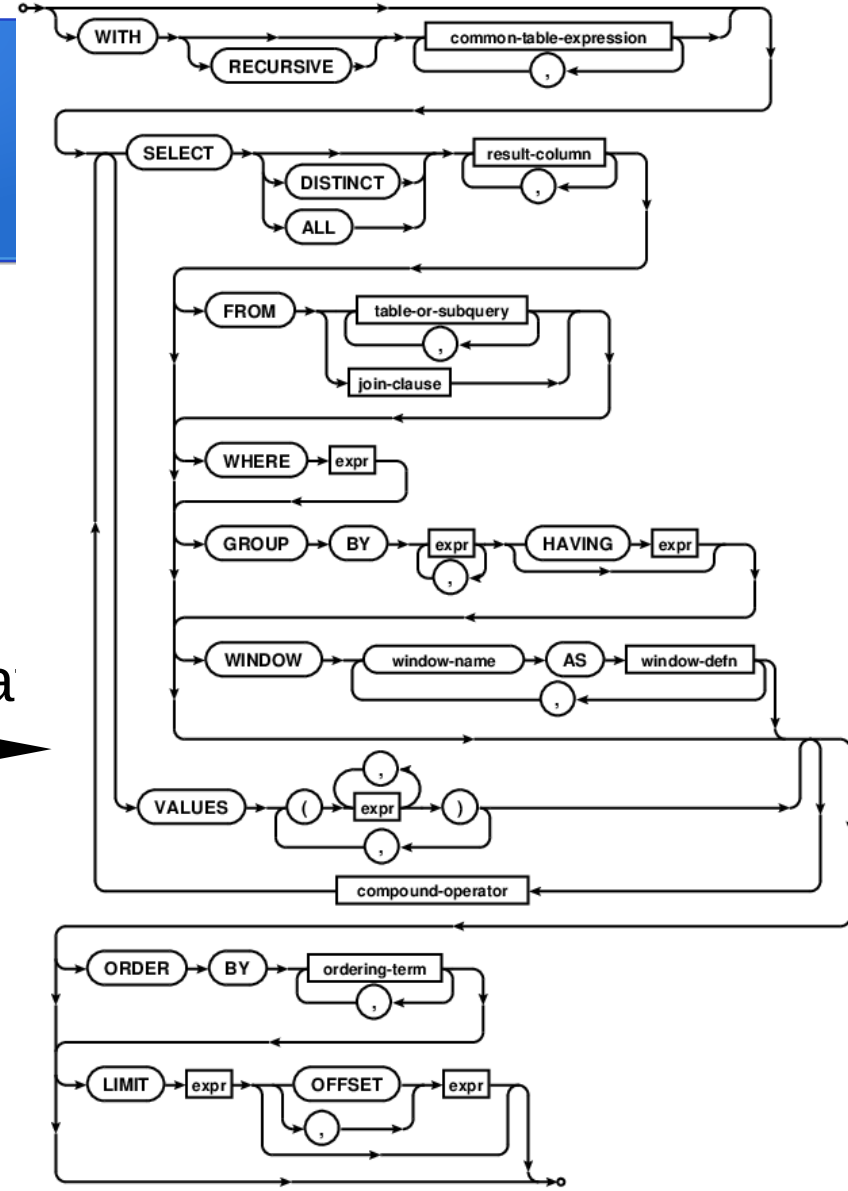 WITH
common-table-expression
RECURSIVE
,
SELECT
result-column
DISTINCT
,
ALL
FROM
table-or-subquery
,
join-clause
WHERE expr
GROUP BY expr HAVING expr
,
WINDOW window-name AS window-defn
,
,
VALUES ( expr )
,
compound-operator
ORDER BY ordering-term
,
LIMIT expr OFFSET expr
,